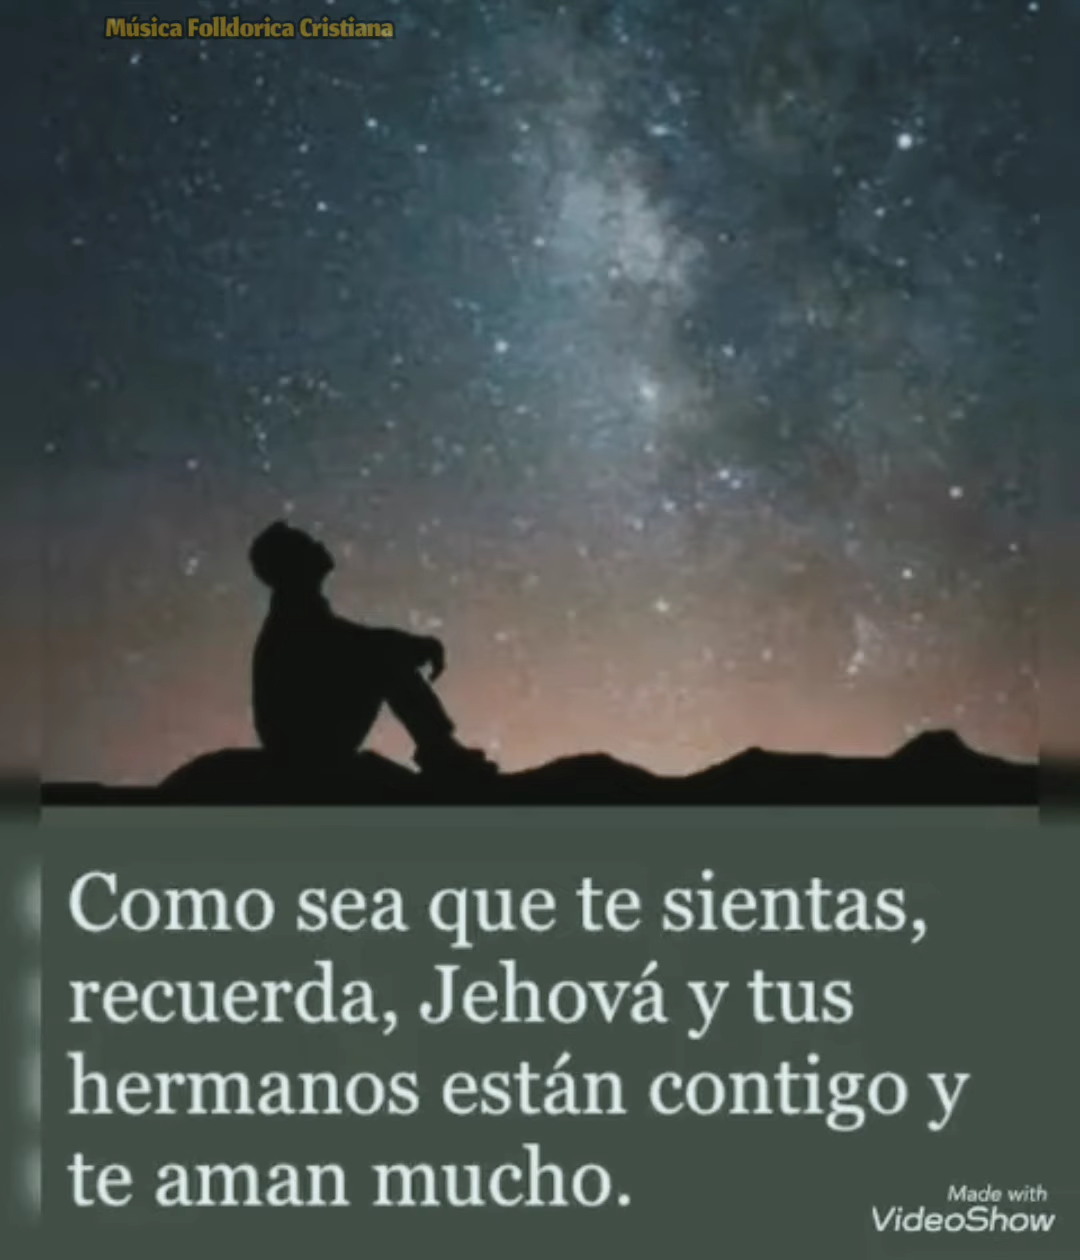 Música Folklorica Cristiana
Como sea que te sientas,
recuerda, Jehová y tus
hermanos están contigo y
te aman mucho.
Made with
VideoShow